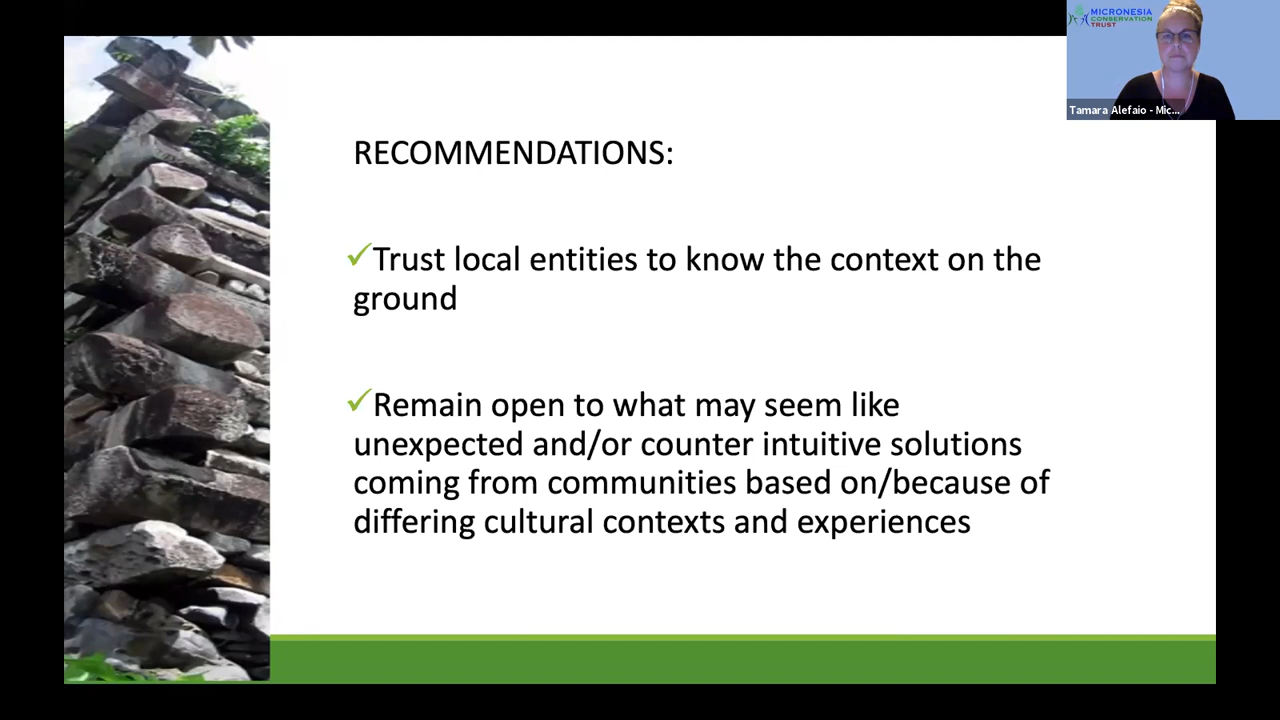 MICRONESIA
CONSERVATION
TRUST
Tamara Alefaio - Mic...
RECOMMENDATIONS:
✓Trust local entities to know the context on the
ground
✓Remain open to what may seem like
unexpected and/or counter intuitive solutions
coming from communities based on/because of
differing cultural contexts and experiences